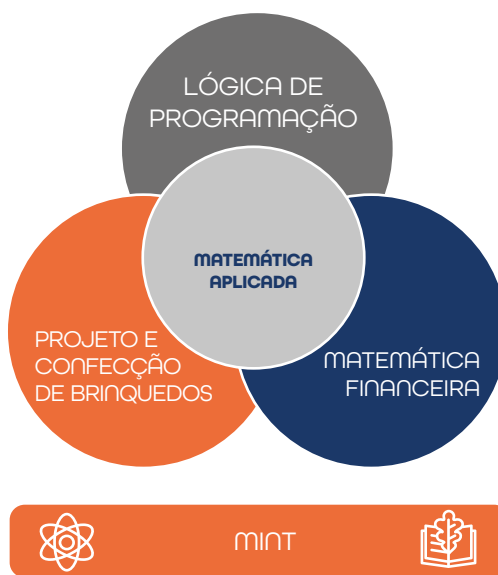 LÓGICA DE
PROGRAMAÇÃO
MATEMÁTICA
APLICADA
PROJETO E
CONFECÇÃO
DE BRINQUEDOS
MATEMÁTICA
FINANCEIRA
MINT